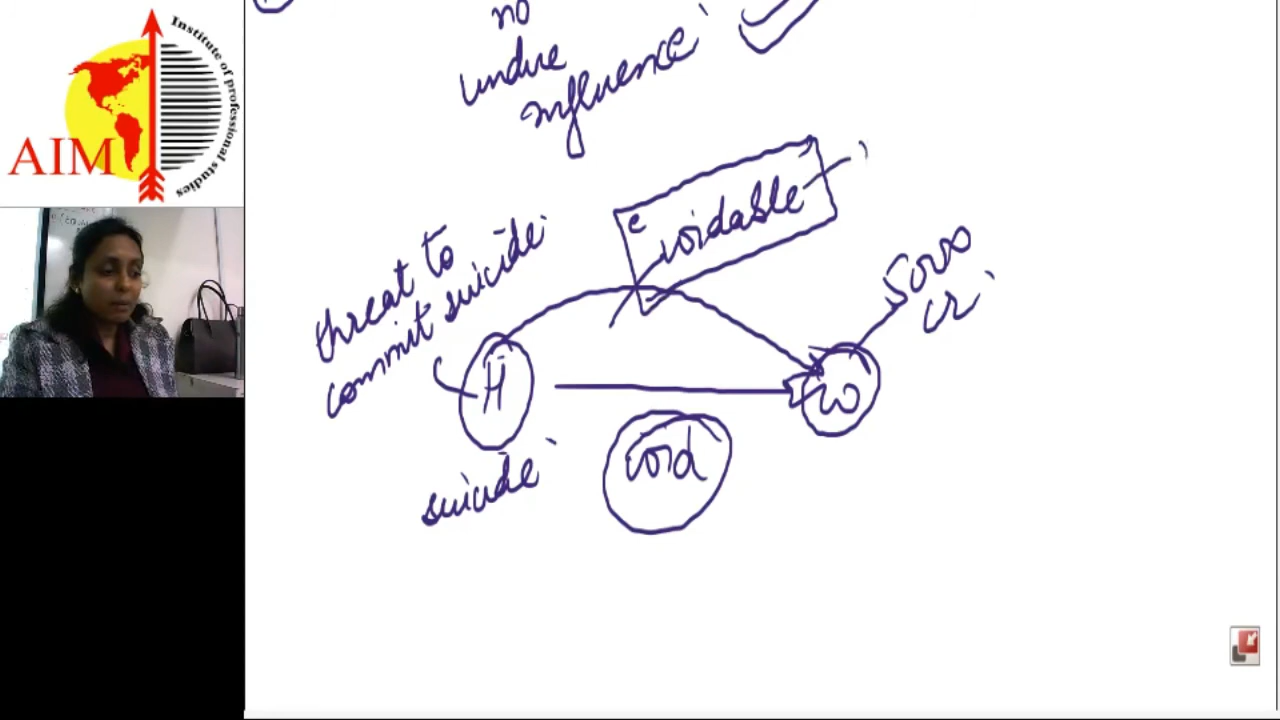 Institute of professional studies
AIM
no
undue
influence
voidable
threat to
commit suicide
5000
cr
H
W
void
suicide